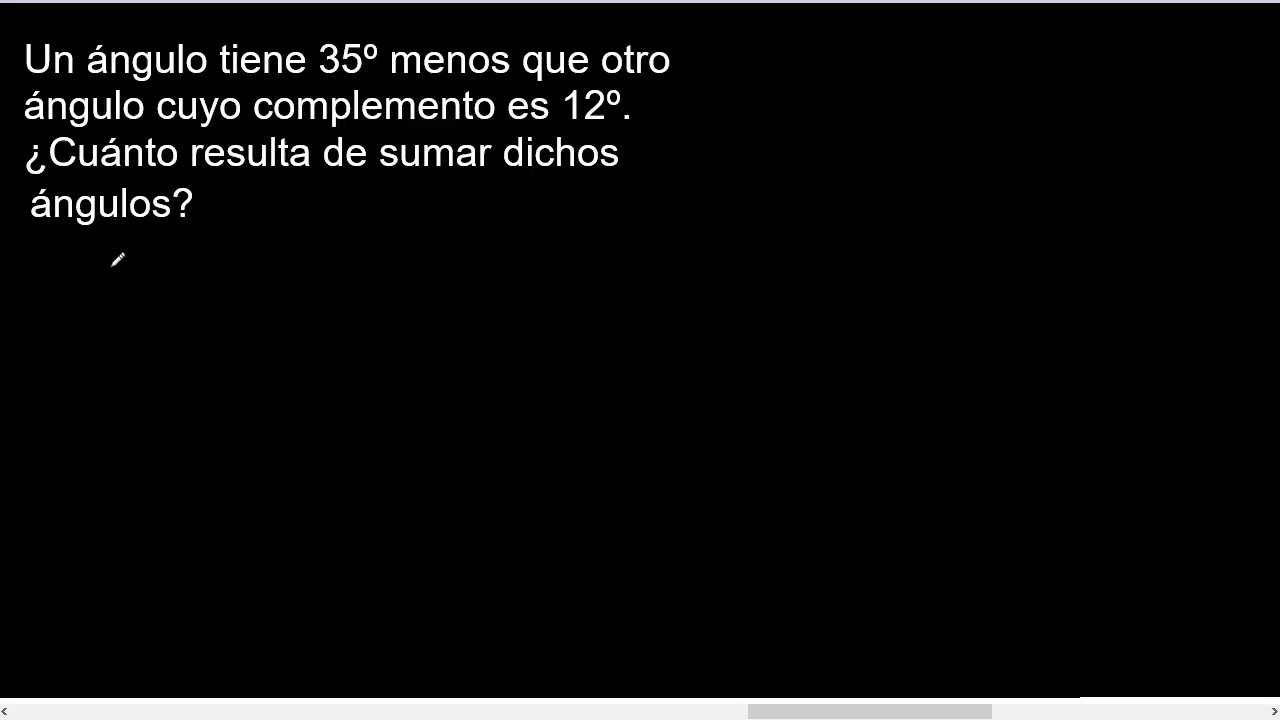 Un ángulo tiene 35º menos que otro
ángulo cuyo complemento es 12º.
¿Cuánto resulta de sumar dichos
ángulos?